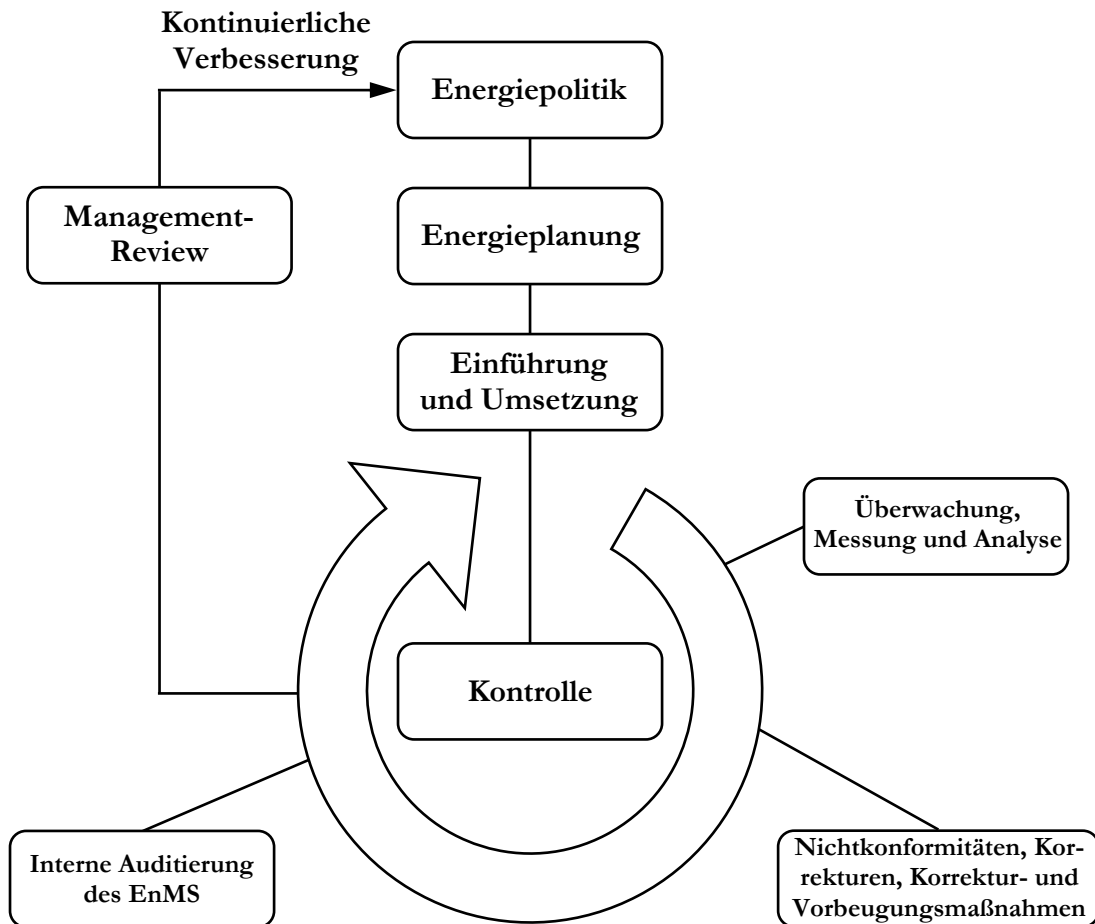 Kontinuierliche
Verbesserung
Energiepolitik
Management-
Review
Energieplanung
Einführung
und Umsetzung
Überwachung,
Messung und Analyse
Kontrolle
Interne Auditierung
des EnMS
Nichtkonformitäten, Kor-
rekturen, Korrektur- und
Vorbeugungsmaßnahmen